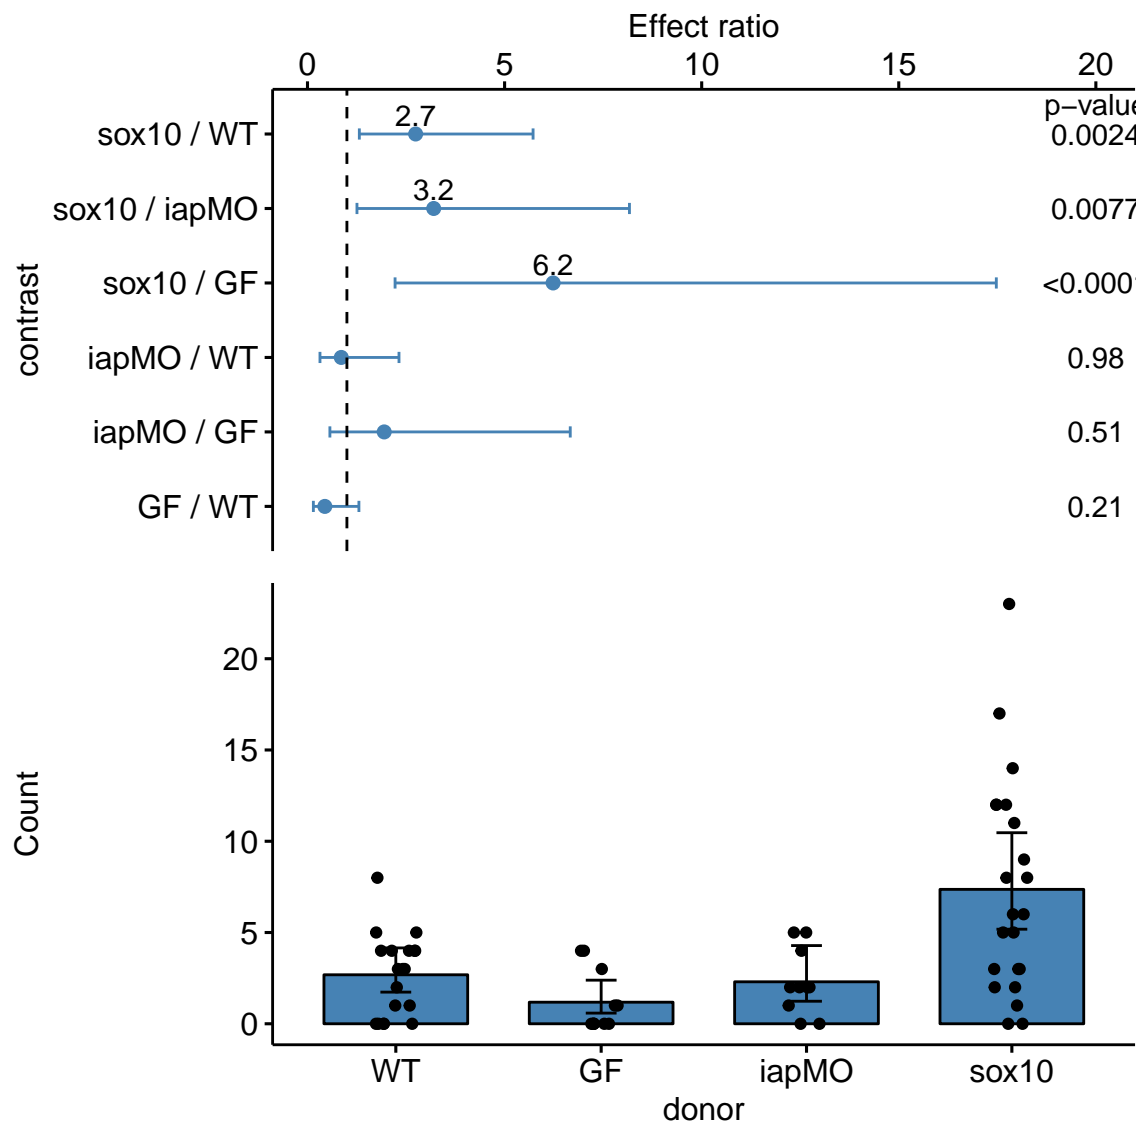 Effect ratio
0 5 10 15 20
p−value
sox10 / WT 2.7 0.0024
sox10 / iapMO 3.2 0.0077
sox10 / GF 6.2 <0.0001
iapMO / WT 0.98
iapMO / GF 0.51
GF / WT 0.21
contrast
20
15
10
5
0
Count
WT GF iapMO sox10
donor